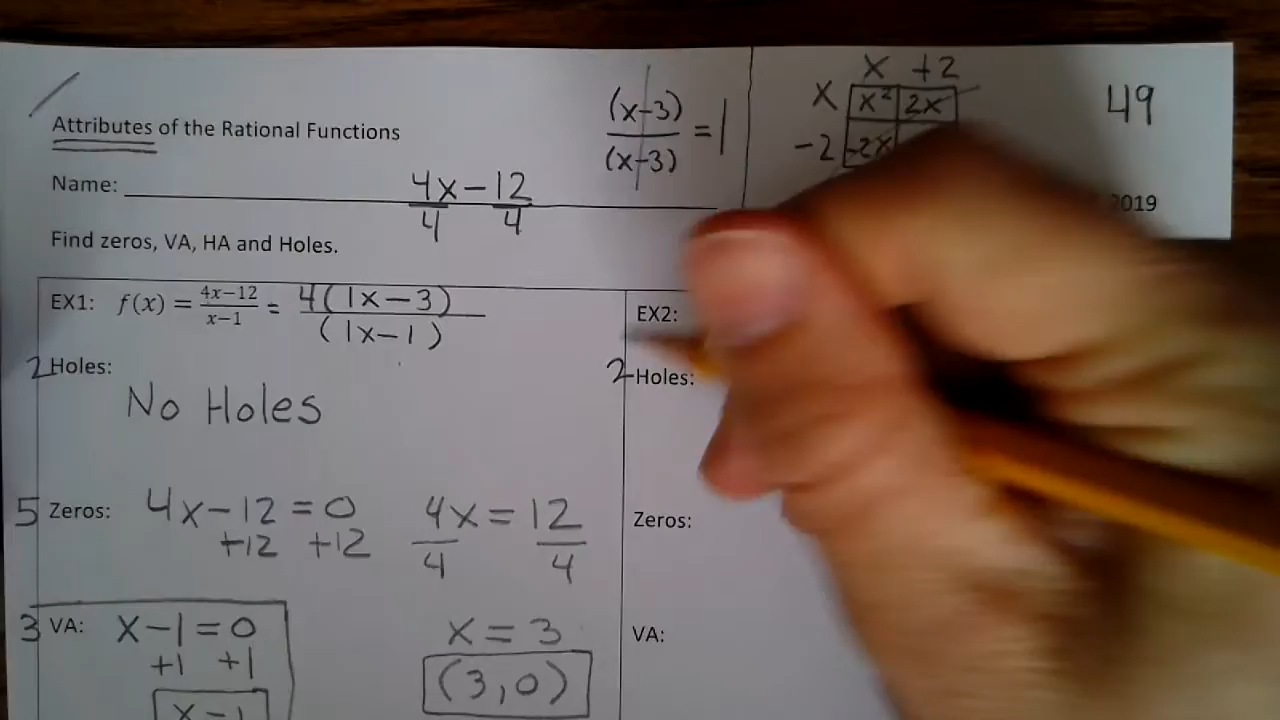 Attributes of the Rational Functions
Name:
4x-12
4 4
(x-3)
(x-3) = 1
x +2
x x² 2x
-2 -2x
49
2019
Find zeros, VA, HA and Holes.
EX1: f(x) = 4x−12 / x−1 = 4(1x-3) / (1x-1)
2 Holes:
No Holes
5 Zeros: 4x-12=0 4x = 12
+12 +12 4 4
x = 3
(3,0)
3 VA: x-1=0
+1 +1
EX2:
2 Holes:
Zeros:
VA: